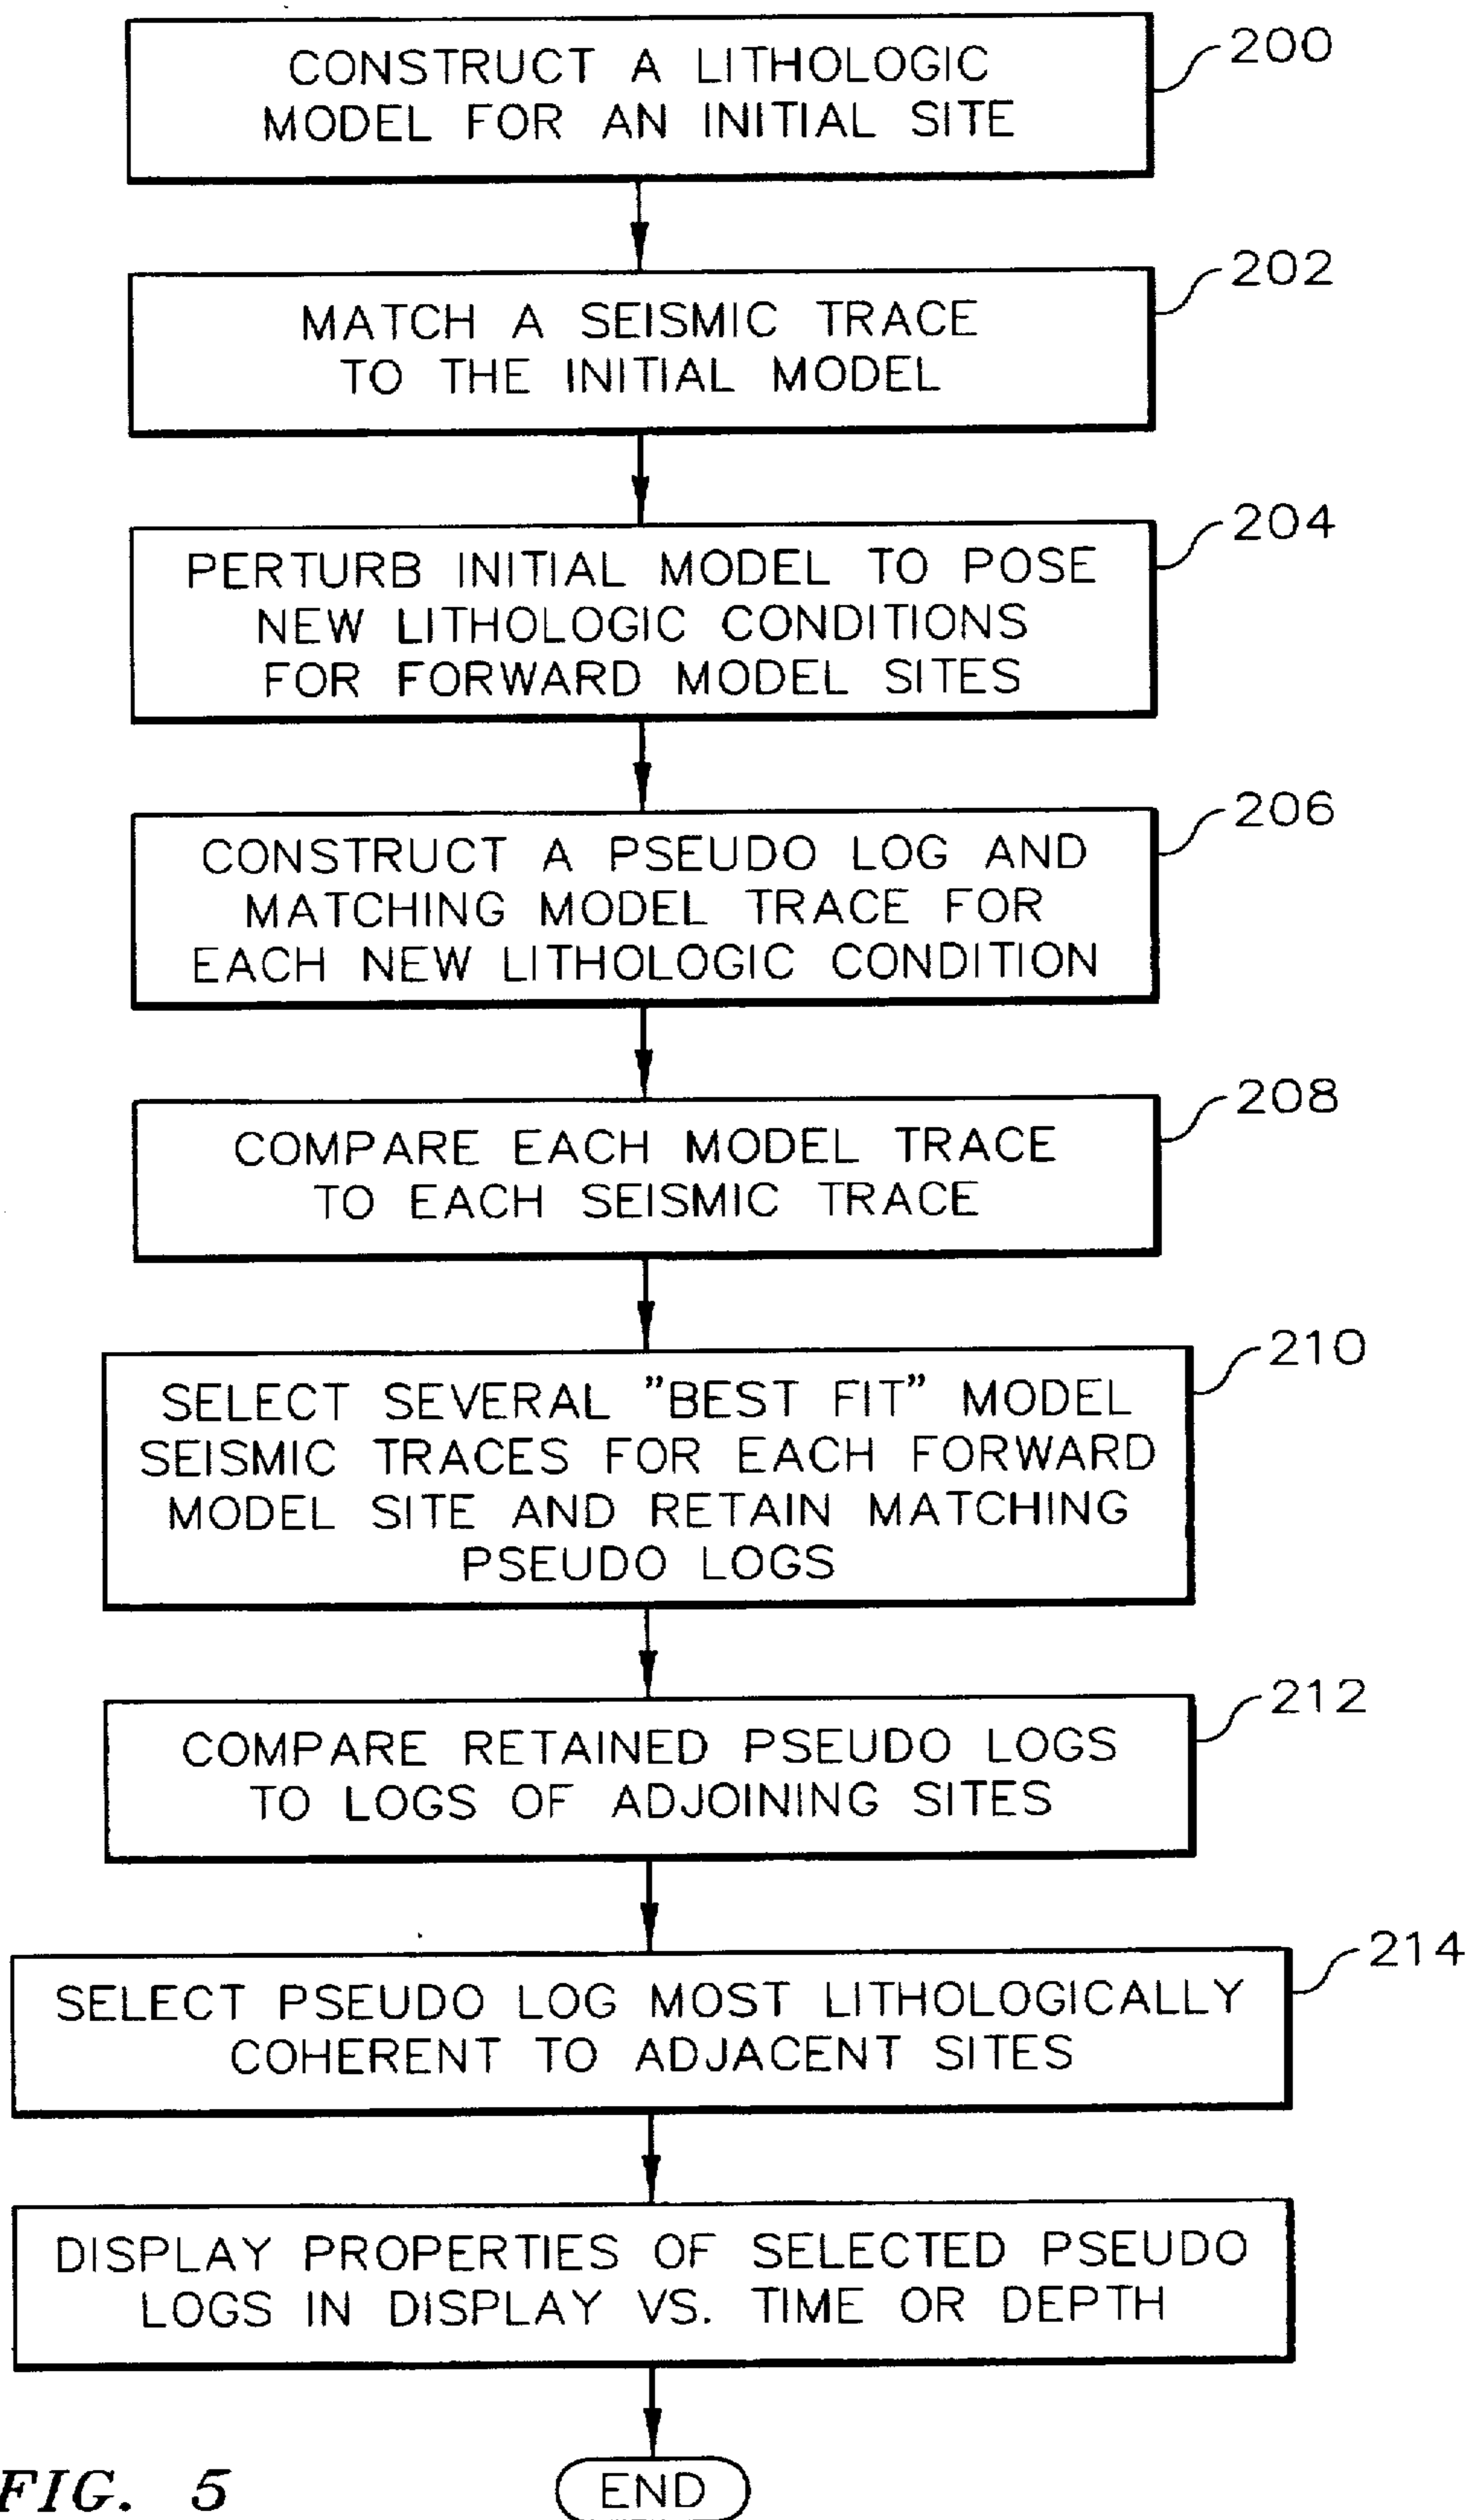 CONSTRUCT A LITHOLOGIC
MODEL FOR AN INITIAL SITE
200
MATCH A SEISMIC TRACE
TO THE INITIAL MODEL
202
PERTURB INITIAL MODEL TO POSE
NEW LITHOLOGIC CONDITIONS
FOR FORWARD MODEL SITES
204
CONSTRUCT A PSEUDO LOG AND
MATCHING MODEL TRACE FOR
EACH NEW LITHOLOGIC CONDITION
206
COMPARE EACH MODEL TRACE
TO EACH SEISMIC TRACE
208
SELECT SEVERAL ”BEST FIT” MODEL
SEISMIC TRACES FOR EACH FORWARD
MODEL SITE AND RETAIN MATCHING
PSEUDO LOGS
210
COMPARE RETAINED PSEUDO LOGS
TO LOGS OF ADJOINING SITES
212
SELECT PSEUDO LOG MOST LITHOLOGICALLY
COHERENT TO ADJACENT SITES
214
DISPLAY PROPERTIES OF SELECTED PSEUDO
LOGS IN DISPLAY VS. TIME OR DEPTH
END
FIG. 5